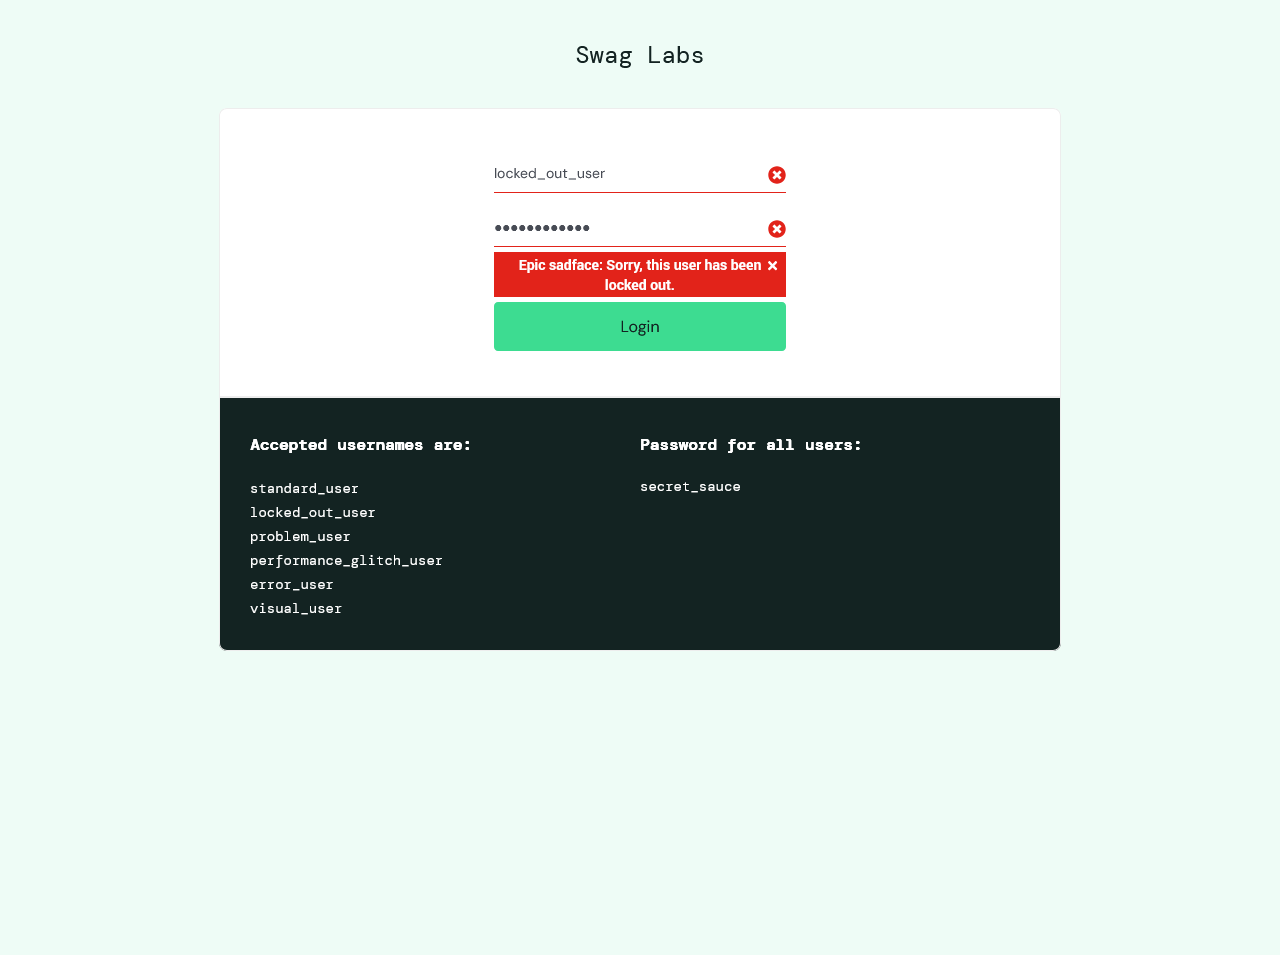 Swag Labs
locked_out_user
••••••••••••
Epic sadface: Sorry, this user has been
locked out.
Login
Accepted usernames are:
standard_user
locked_out_user
problem_user
performance_glitch_user
error_user
visual_user
Password for all users:
secret_sauce